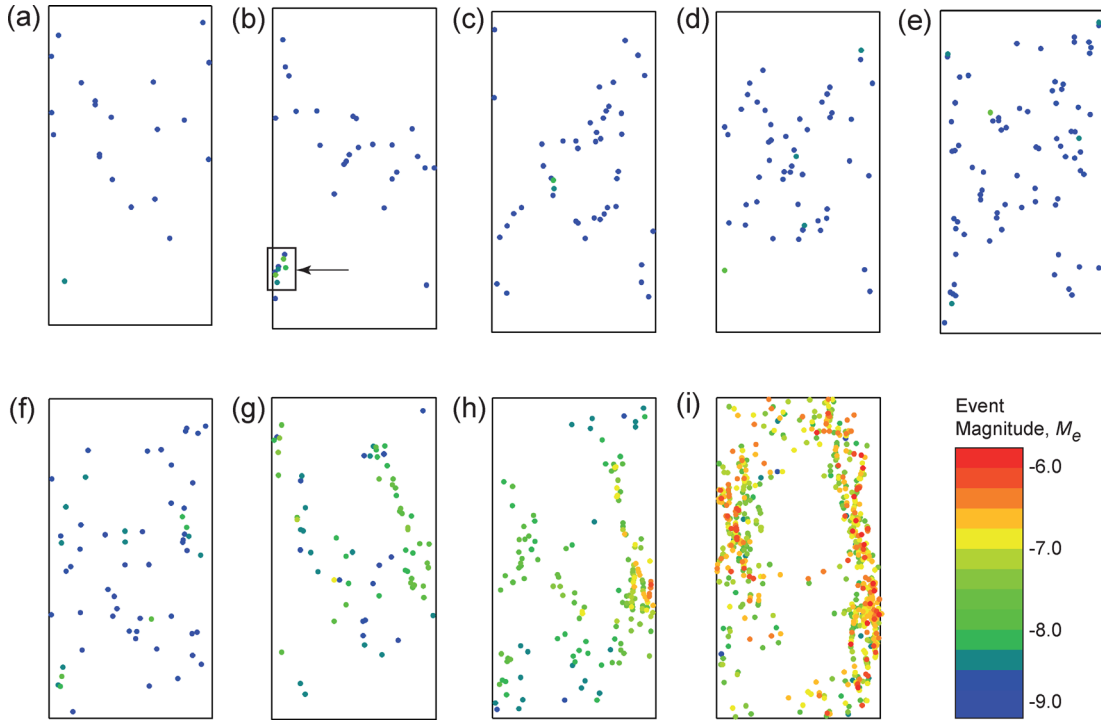 (a)
(b)
(c)
(d)
(e)
(f)
(g)
(h)
(i)
Event
Magnitude, Me
-6.0
-7.0
-8.0
-9.0